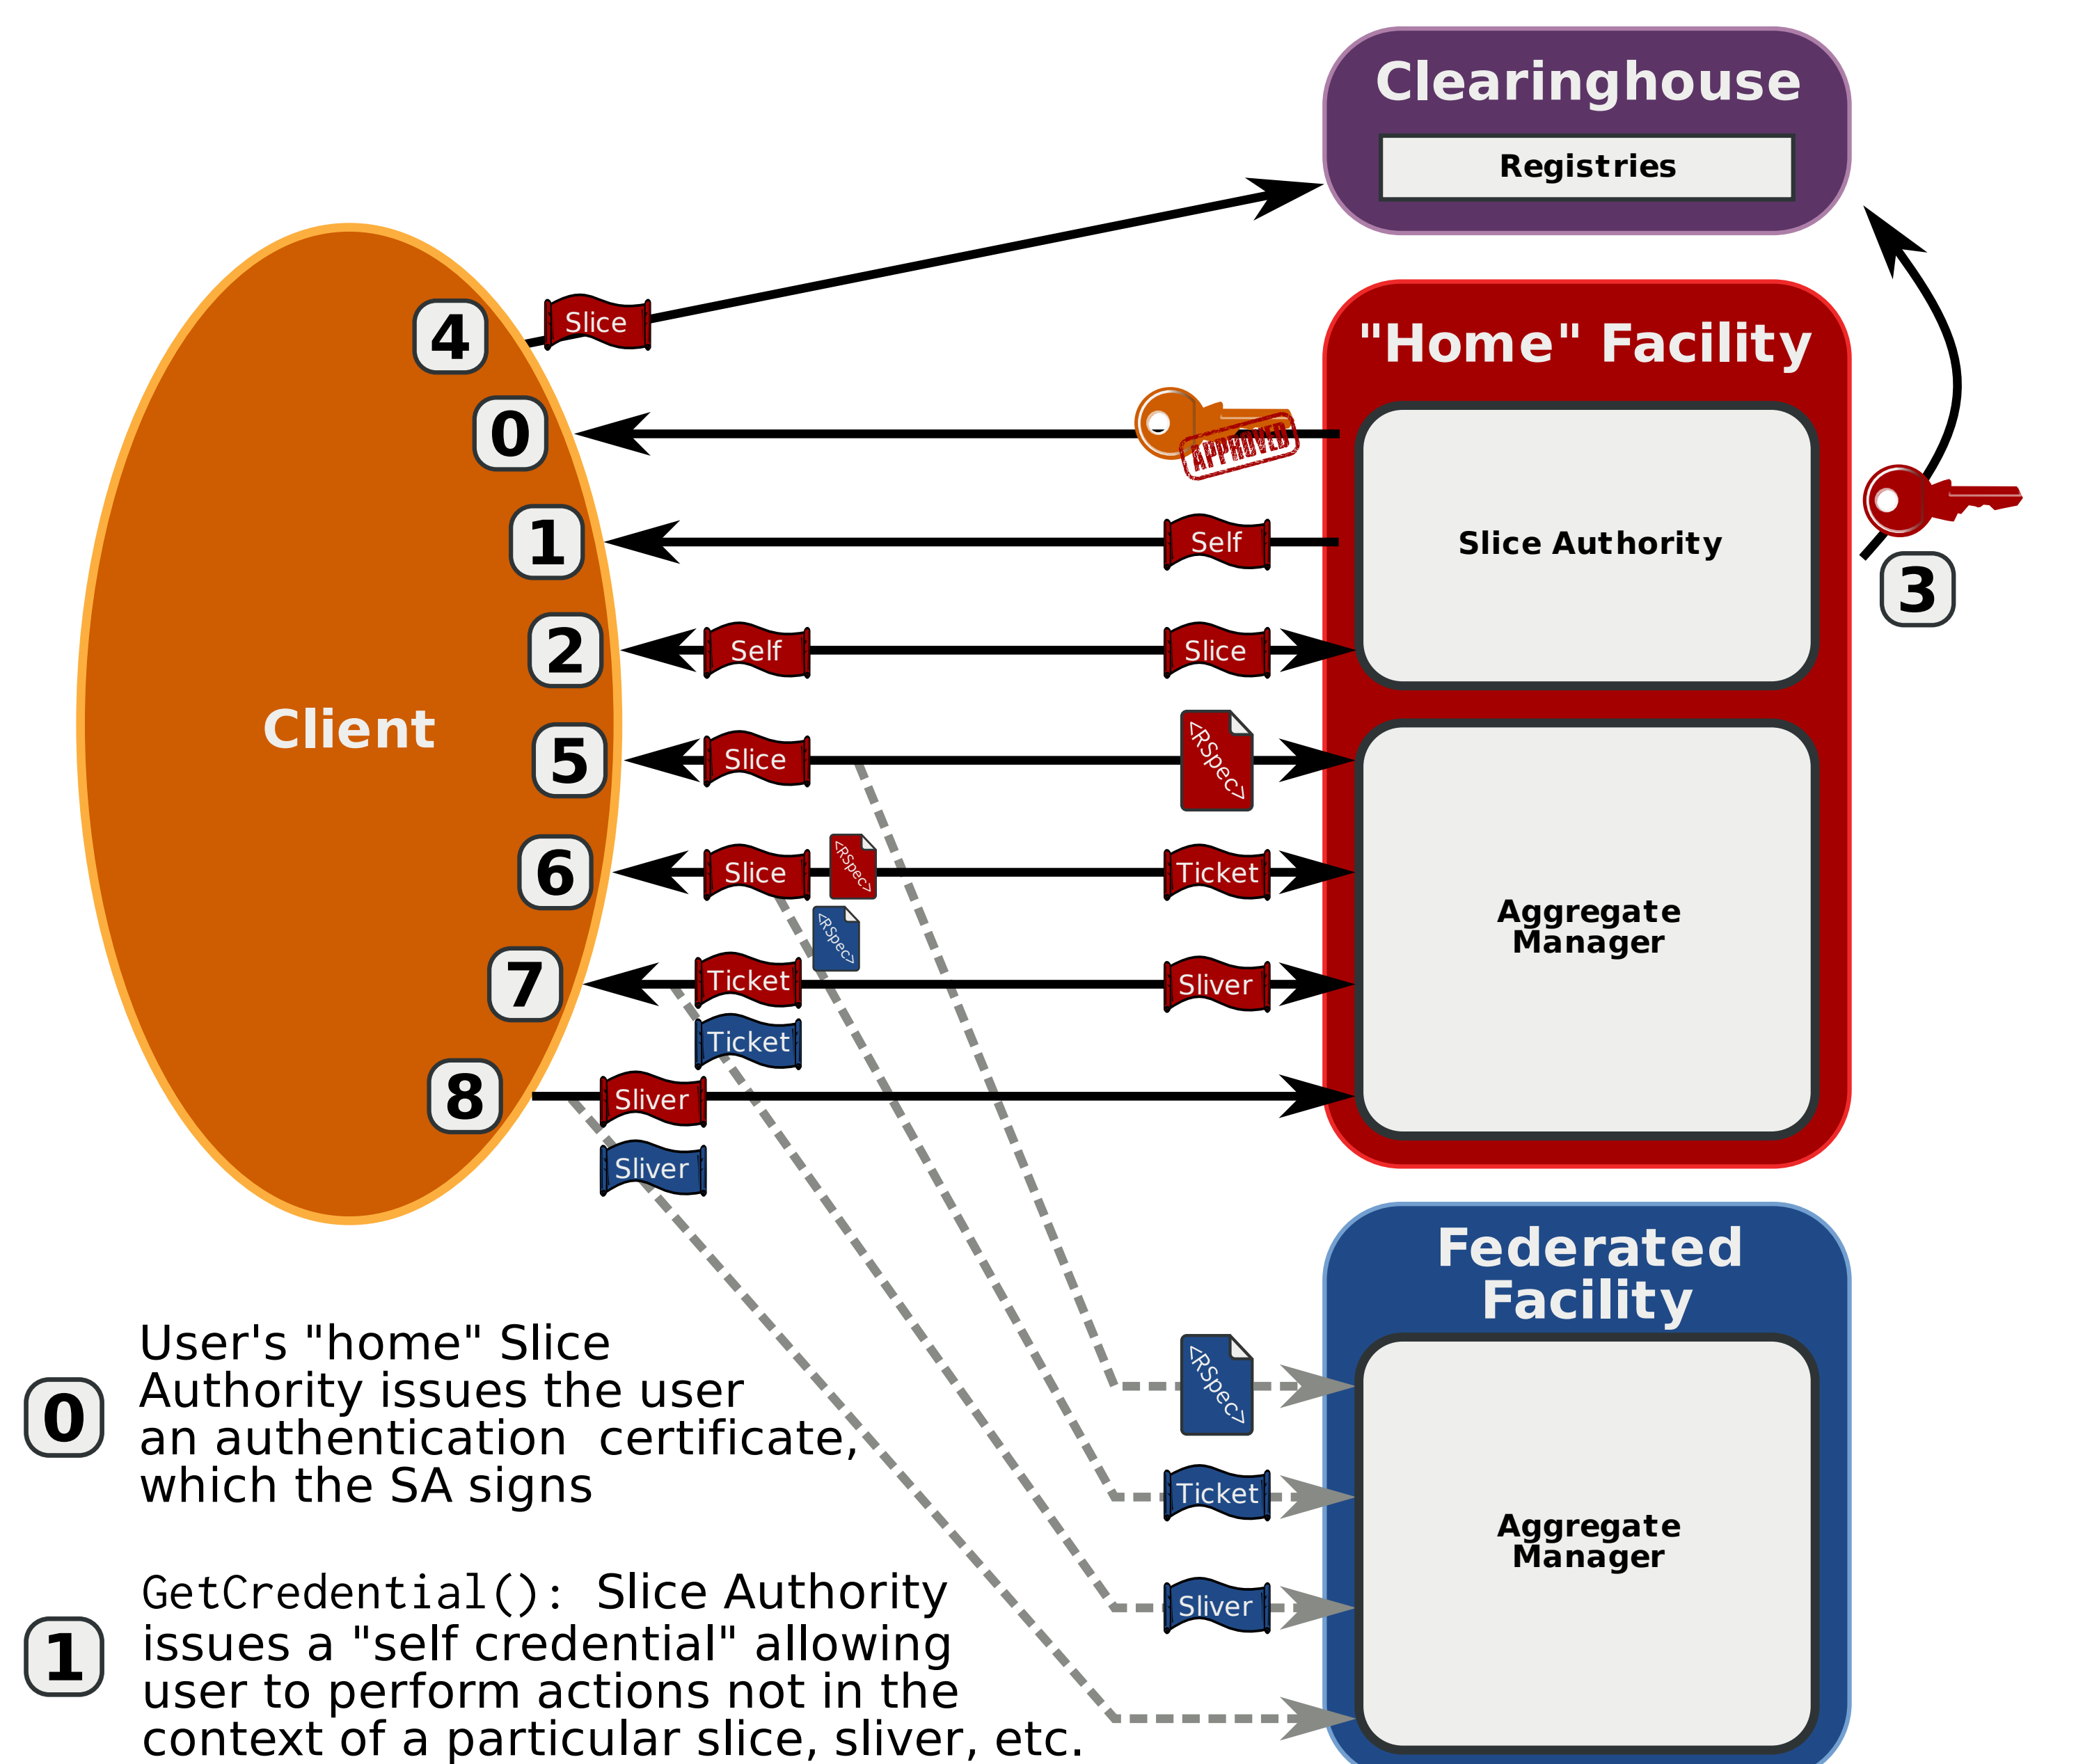 Clearinghouse
Registries
4
Slice
"Home" Facility
0
APPROVED
1
Self
Slice Authority
3
2
Self
Slice
Client
5
Slice
<RSpec>
6
Slice
<RSpec>
Ticket
<RSpec>
Aggregate
Manager
7
Ticket
Sliver
Ticket
8
Sliver
Sliver
Federated
Facility
<RSpec>
Ticket
Aggregate
Manager
Sliver
0
User's "home" Slice
Authority issues the user
an authentication  certificate,
which the SA signs
1
GetCredential(): Slice Authority
issues a "self credential" allowing
user to perform actions not in the
context of a particular slice, sliver, etc.